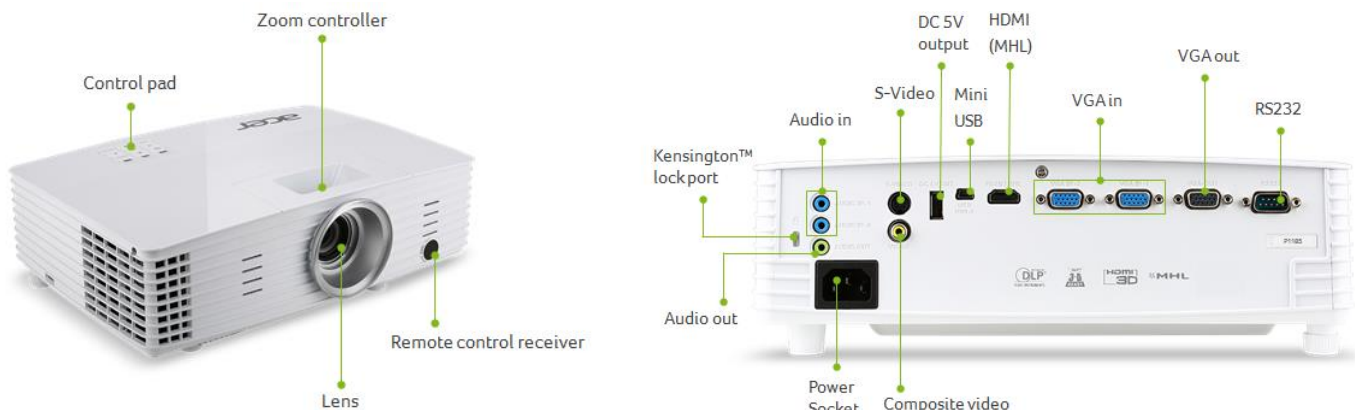 Zoom controller
Control pad
acer
Remote control receiver
Lens
DC 5V
output
HDMI
(MHL)
VGA out
S-Video
Mini
USB
VGA in
RS232
Audio in
Kensington™
lock port
Audio out
DLP
HDMI
3D
MHL
Power
Socket
Composite video